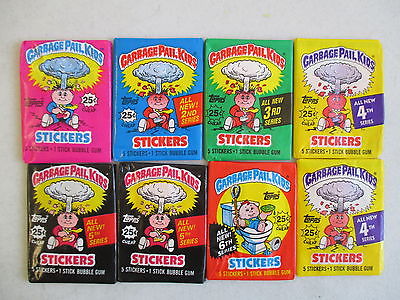 GARBAGE PAIL KIDS
25¢
STICKERS
5 STICKERS • 1 STICK BUBBLE GUM
GARBAGE PAIL KIDS
Topps
25¢
ALL NEW!
2ND
SERIES
STICKERS
5 STICKERS • 1 STICK BUBBLE GUM
GARBAGE PAIL KIDS
Topps
25¢
CHEAP
ALL NEW
3RD
SERIES
STICKERS
5 STICKERS • 1 STICK BUBBLE GUM
GARBAGE PAIL KIDS
Topps
25¢
CHEAP
ALL NEW
4th
SERIES
STICKERS
5 STICKERS • 1 STICK BUBBLE GUM
GARBAGE PAIL KIDS
Topps
25¢
CHEAP
ALL NEW!
5th
SERIES
STICKERS
5 STICKERS • 1 STICK BUBBLE GUM
GARBAGE PAIL KIDS
Topps
25¢
CHEAP
ALL NEW!
5th
SERIES
STICKERS
5 STICKERS • 1 STICK BUBBLE GUM
GARBAGE PAIL KIDS
Topps
25¢
CHEAP
ALL NEW!
6th
SERIES
STICKERS
5 STICKERS • 1 STICK BUBBLE GUM
GARBAGE PAIL KIDS
Topps
25¢
CHEAP
ALL NEW
4th
SERIES
STICKERS
5 STICKERS • 1 STICK BUBBLE GUM